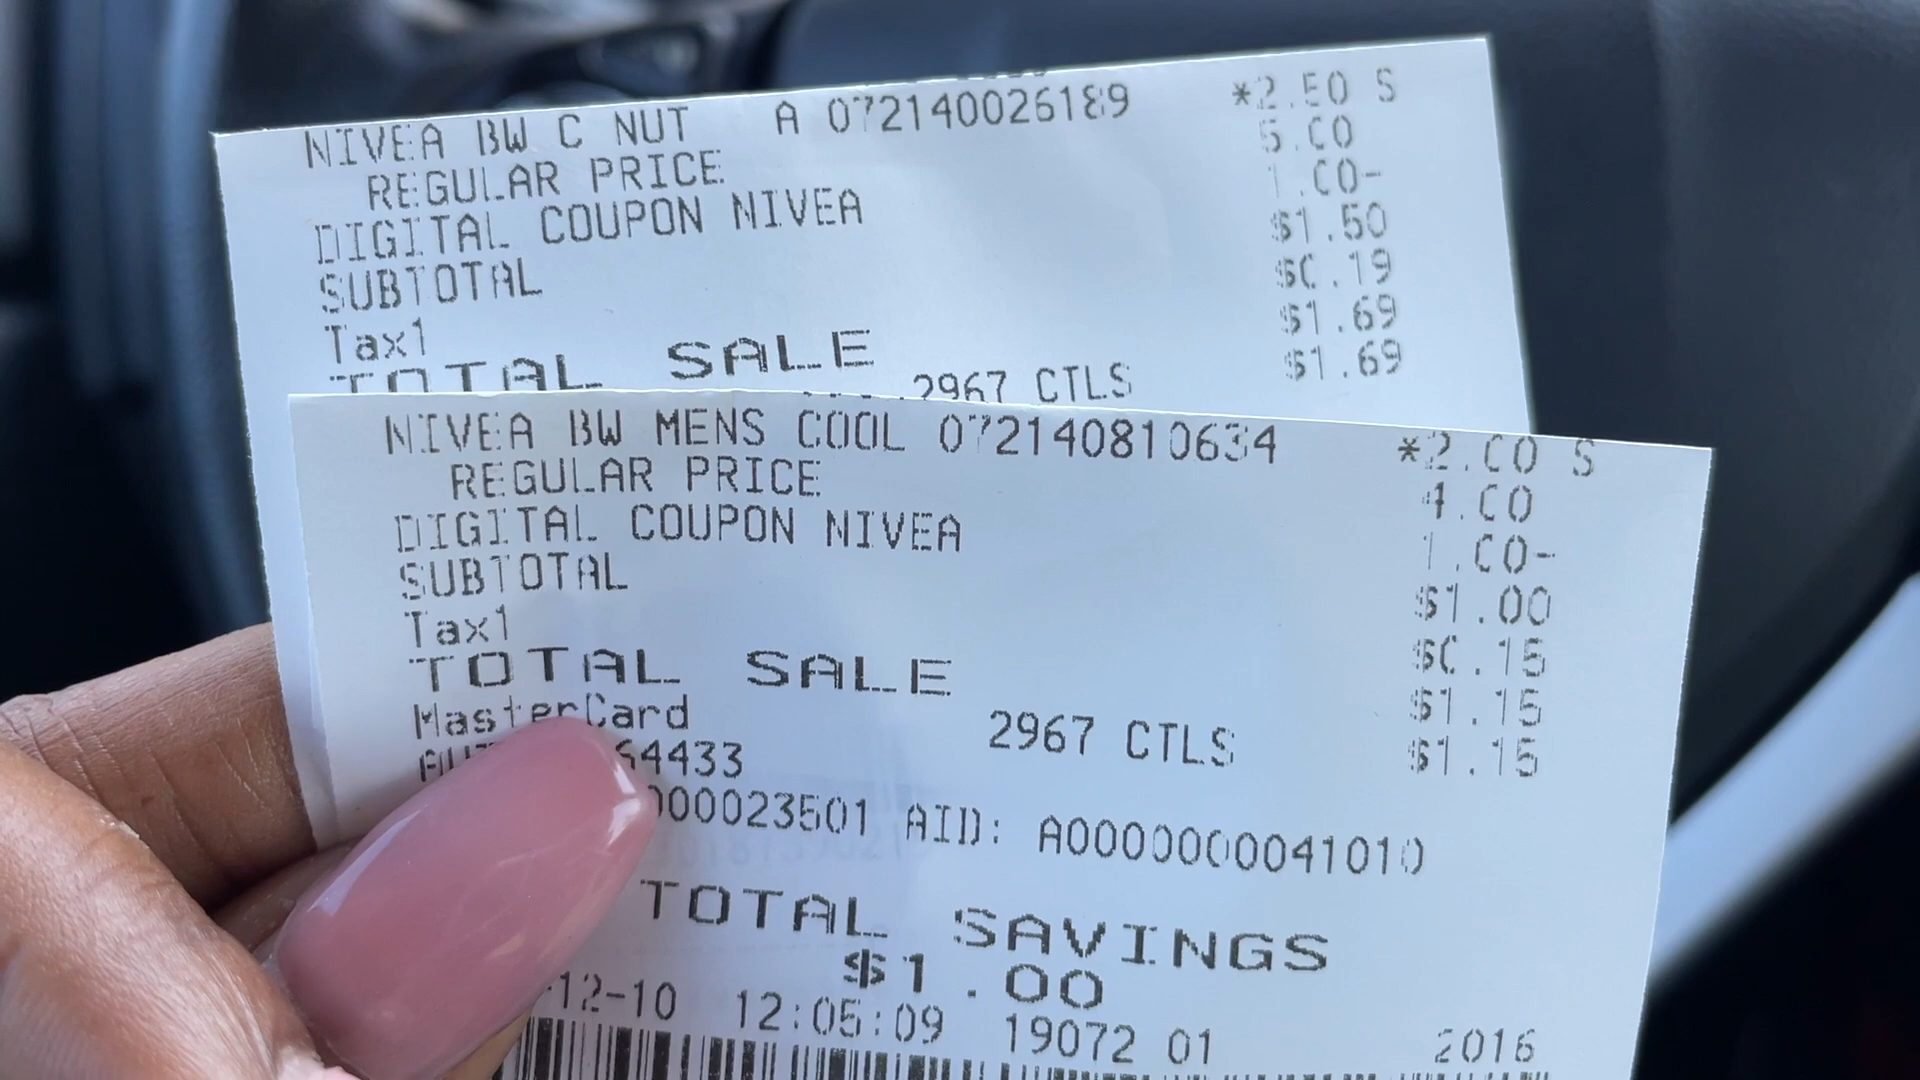 NIVEA BW C NUT A 072140026189 *2.50 S
REGULAR PRICE 5.00
DIGITAL COUPON NIVEA 1.00-
SUBTOTAL $1.50
Tax1 $0.19
TOTAL SALE $1.69
2967 CTLS $1.69
NIVEA BW MENS COOL 072140810634 *2.00 S
REGULAR PRICE 4.00
DIGITAL COUPON NIVEA 1.00-
SUBTOTAL $1.00
Tax1 $0.15
TOTAL SALE $1.15
MasterCard 2967 CTLS $1.15
64433
000023501 AID: A0000000041010
TOTAL SAVINGS
$1.00
-12-10 12:05:09 19072 01 2016